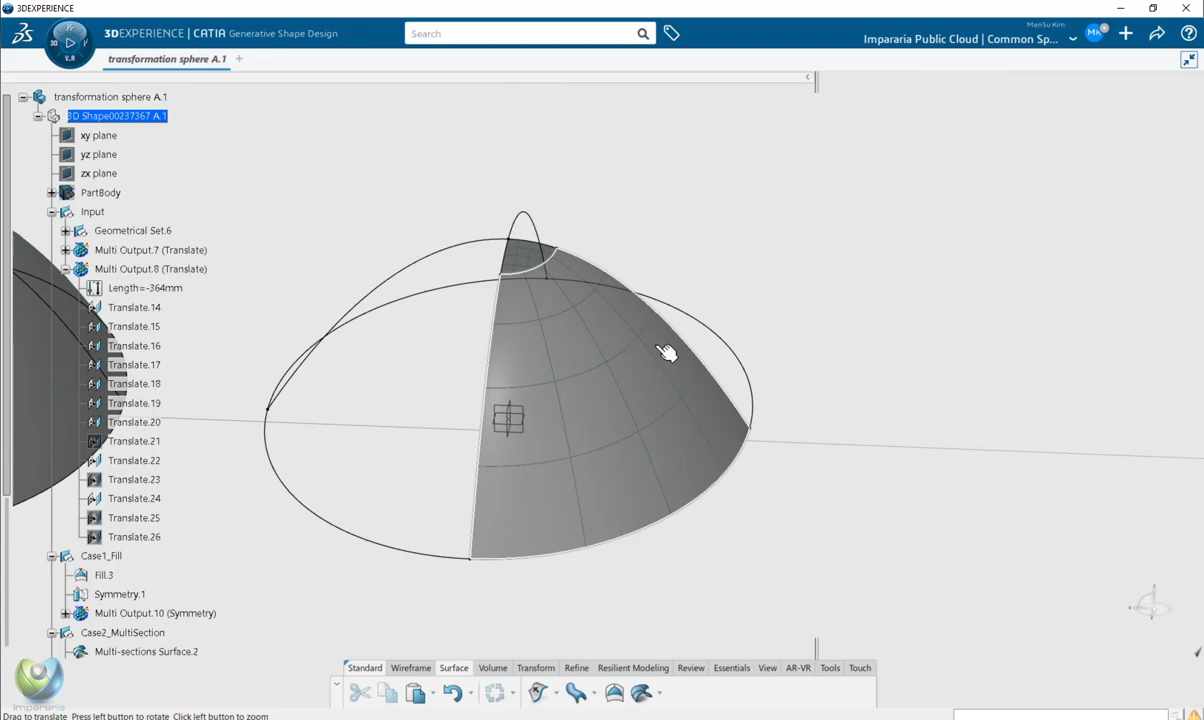 3DEXPERIENCE
3DEXPERIENCE | CATIA Generative Shape Design
Search
ManSu Kim
Impararia Public Cloud | Common Sp...
MK
3D
V.R
transformation sphere A.1
transformation sphere A.1
3D Shape00237367 A.1
xy plane
yz plane
zx plane
PartBody
Input
Geometrical Set.6
Multi Output.7 (Translate)
Multi Output.8 (Translate)
Length=-364mm
Translate.14
Translate.15
Translate.16
Translate.17
Translate.18
Translate.19
Translate.20
Translate.21
Translate.22
Translate.23
Translate.24
Translate.25
Translate.26
Case1_Fill
Fill.3
Symmetry.1
Multi Output.10 (Symmetry)
Case2_MultiSection
Multi-sections Surface.2
Impararia
Standard Wireframe Surface Volume Transform Refine Resilient Modeling Review Essentials View AR-VR Tools Touch
Drag to translate Press left button to rotate Click left button to zoom